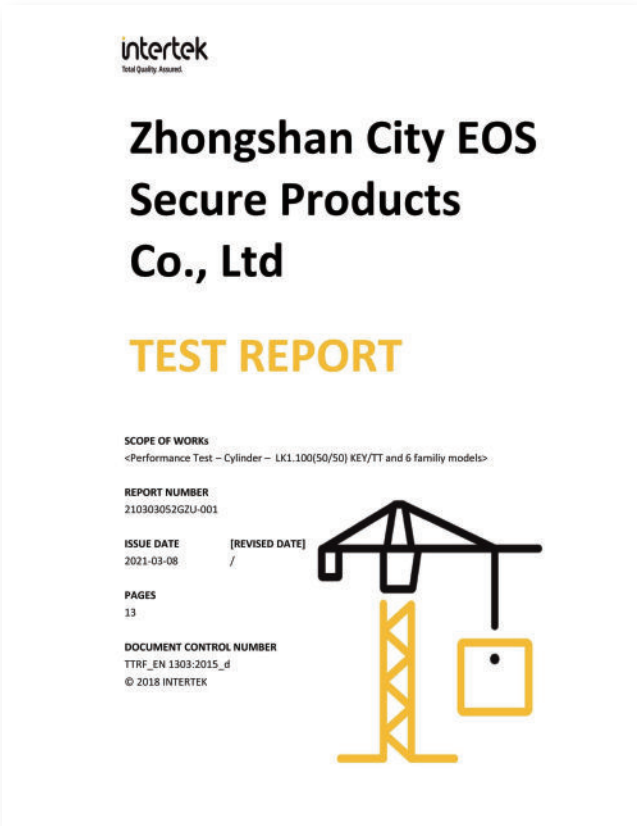 intertek
Total Quality. Assured.
Zhongshan City EOS
Secure Products
Co., Ltd
TEST REPORT
SCOPE OF WORKs
<Performance Test – Cylinder – LK1.100(50/50) KEY/TT and 6 familiy models>
REPORT NUMBER
210303052GZU-001
ISSUE DATE [REVISED DATE]
2021-03-08 /
PAGES
13
DOCUMENT CONTROL NUMBER
TTRF_EN 1303:2015_d
© 2018 INTERTEK